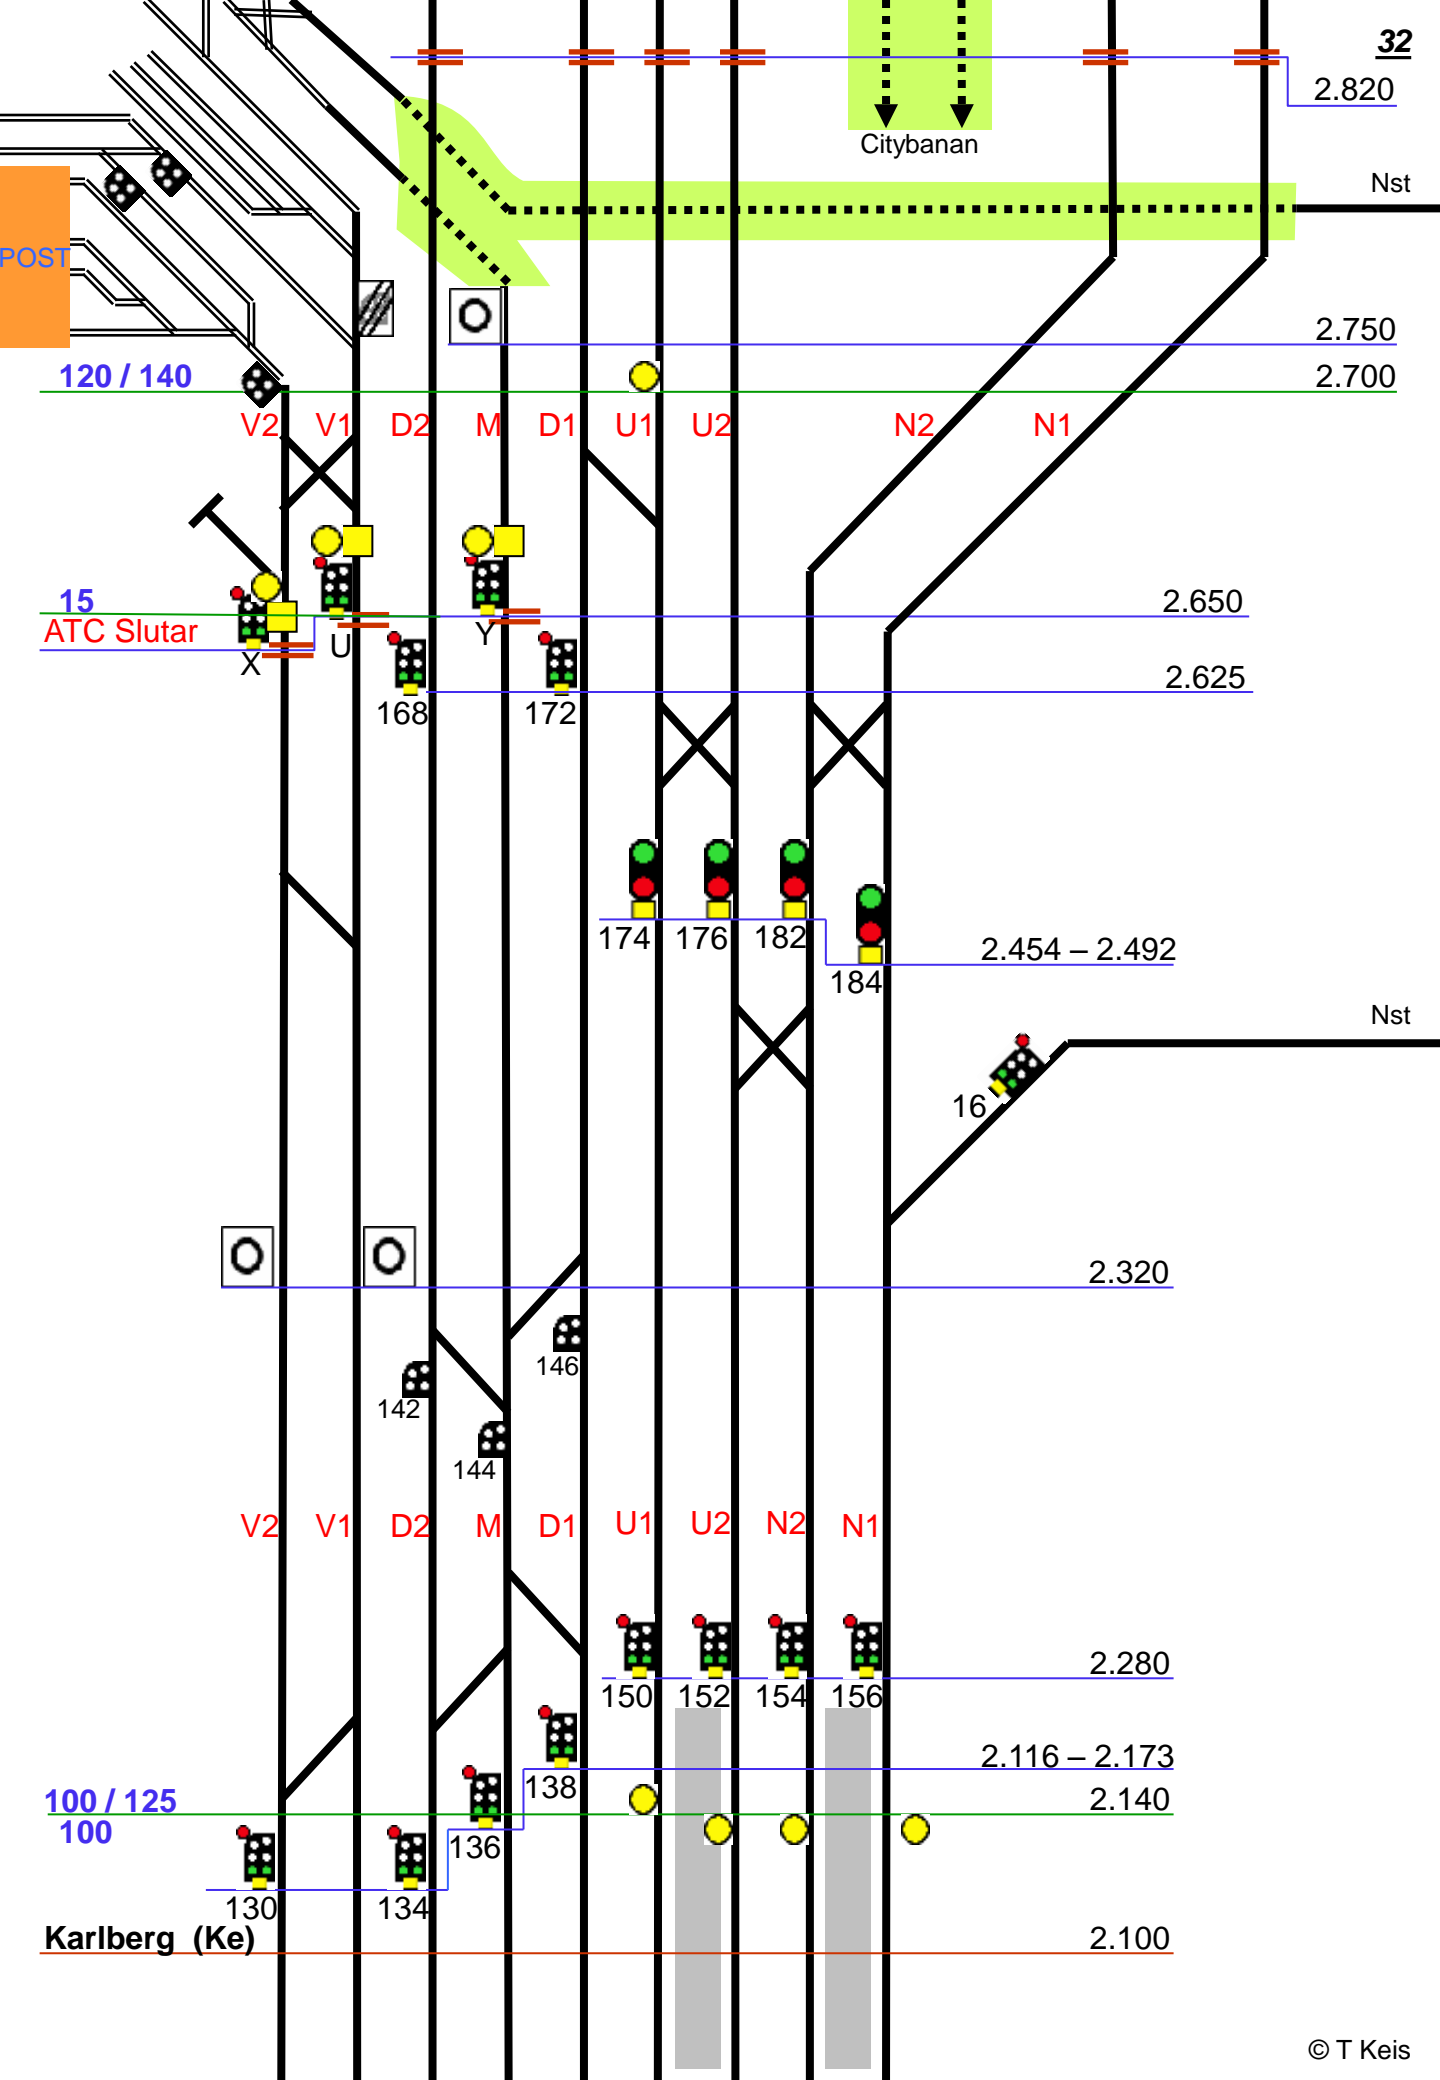 32
2.820
Citybanan
Nst
POST
2.750
120 / 140
2.700
V2 V1 D2 M D1 U1 U2 N2 N1
15
2.650
ATC Slutar
X U Y
2.625
168 172
174 176 182
2.454 – 2.492
184
Nst
16
2.320
146
142
144
V2 V1 D2 M D1 U1 U2 N2 N1
2.280
150 152 154 156
2.116 – 2.173
138
100 / 125
2.140
100
136
130 134
Karlberg (Ke)
2.100
© T Keis